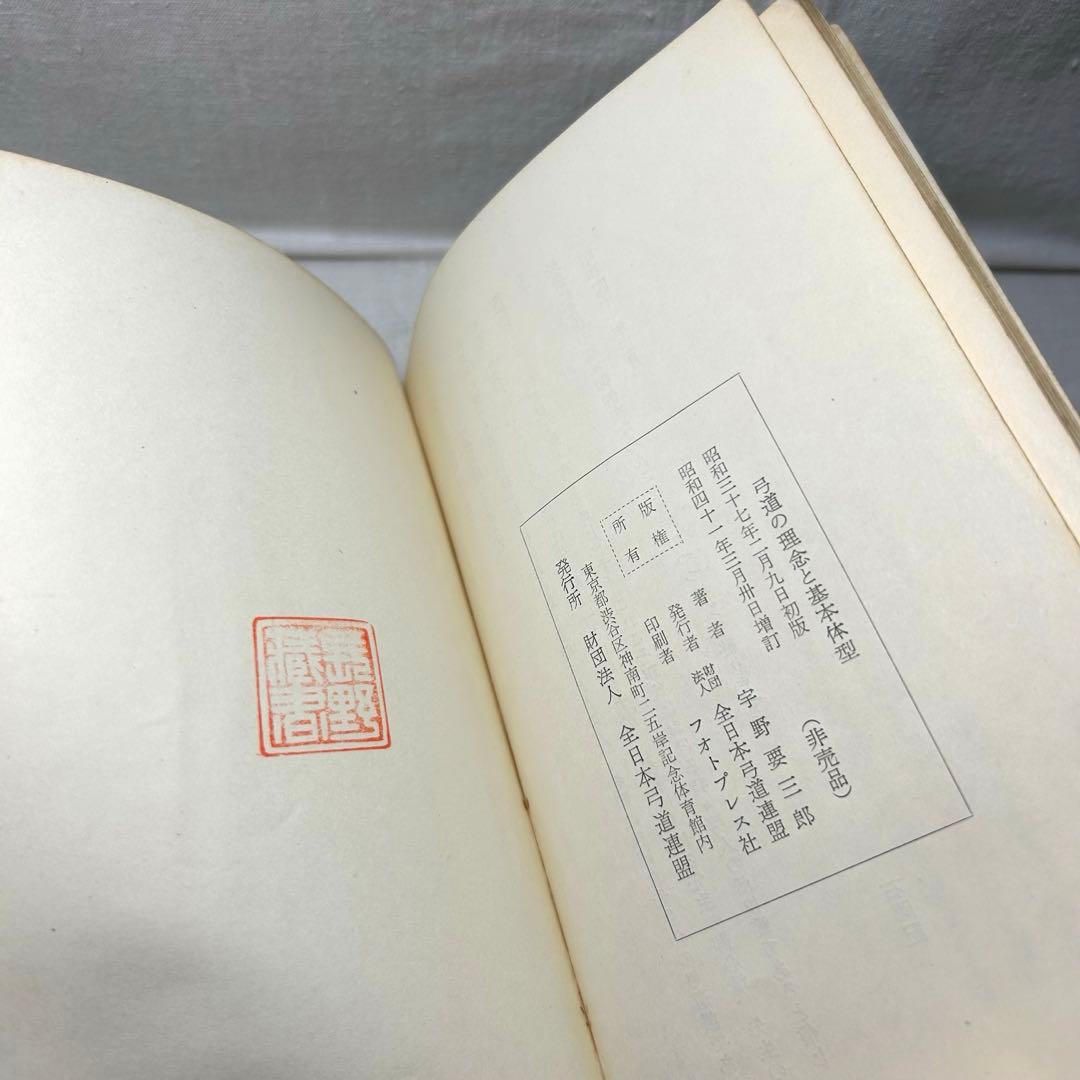 弓道の理念と基本体型
(非売品)
昭和三十七年二月九日初版
昭和四十一年三月卅日増訂
著者 宇野要三郎
発行者 財団法人 全日本弓道連盟
印刷者 フォトプレス社
版権所有
東京都渋谷区神南町二五岸記念体育館内
発行所 財団法人 全日本弓道連盟